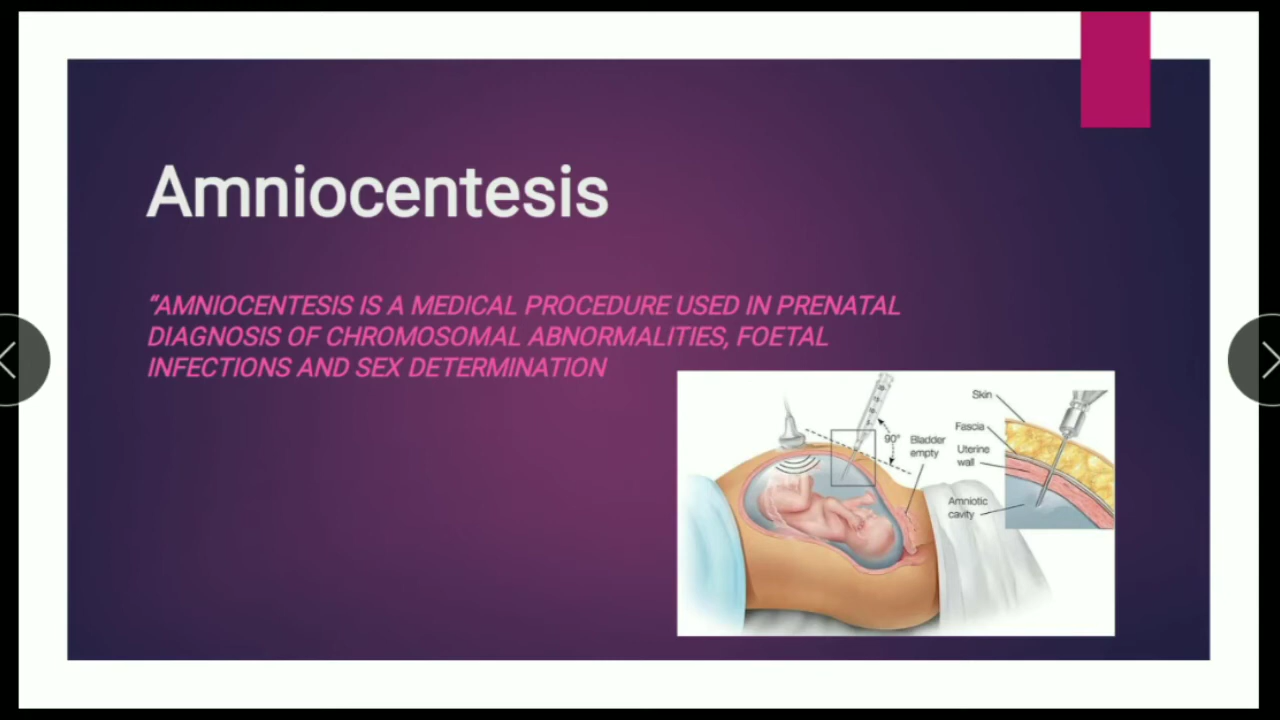 Amniocentesis
“AMNIOCENTESIS IS A MEDICAL PROCEDURE USED IN PRENATAL
DIAGNOSIS OF CHROMOSOMAL ABNORMALITIES, FOETAL
INFECTIONS AND SEX DETERMINATION
Skin
90°
Bladder
empty
Fascia
Uterine
wall
Amniotic
cavity